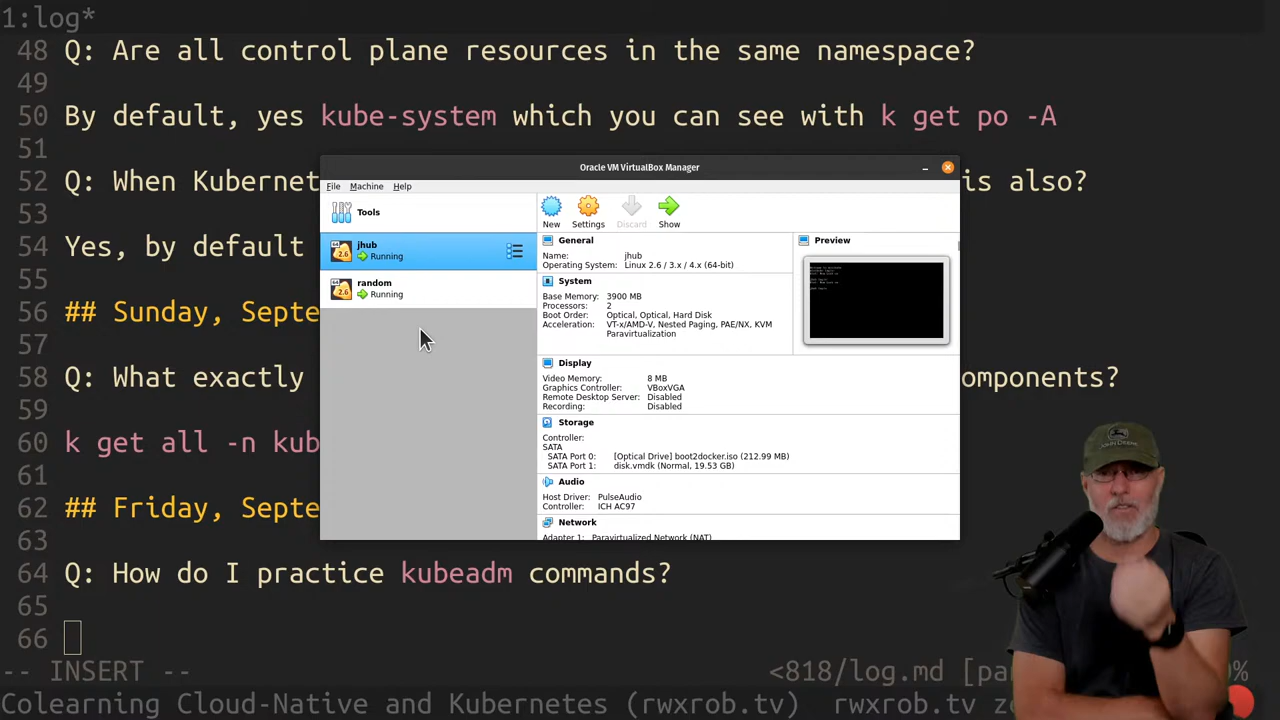 1:log*
48 Q: Are all control plane resources in the same namespace?
49
50 By default, yes kube-system which you can see with k get po -A
51
52 Q: When Kubernet is also?
53
54 Yes, by default
55
56 ## Sunday, Septe
57
58 Q: What exactly omponents?
59
60 k get all -n kub
61
62 ## Friday, Septe
63
64 Q: How do I practice kubeadm commands?
65
66
-- INSERT -- <818/log.md [pa %
Colearning Cloud-Native and Kubernetes (rwxrob.tv) rwxrob.tv
Oracle VM VirtualBox Manager
File Machine Help
Tools
jhub
Running
random
Running
New Settings Discard Show
General
Name: jhub
Operating System: Linux 2.6 / 3.x / 4.x (64-bit)
System
Base Memory: 3900 MB
Processors: 2
Boot Order: Optical, Optical, Hard Disk
Acceleration: VT-x/AMD-V, Nested Paging, PAE/NX, KVM
Paravirtualization
Preview
Display
Video Memory: 8 MB
Graphics Controller: VBoxVGA
Remote Desktop Server: Disabled
Recording: Disabled
Storage
Controller:
SATA
SATA Port 0: [Optical Drive] boot2docker.iso (212.99 MB)
SATA Port 1: disk.vmdk (Normal, 19.53 GB)
Audio
Host Driver: PulseAudio
Controller: ICH AC97
Network
Adapter 1: Paravirtualized Network (NAT)
JOHN DEERE